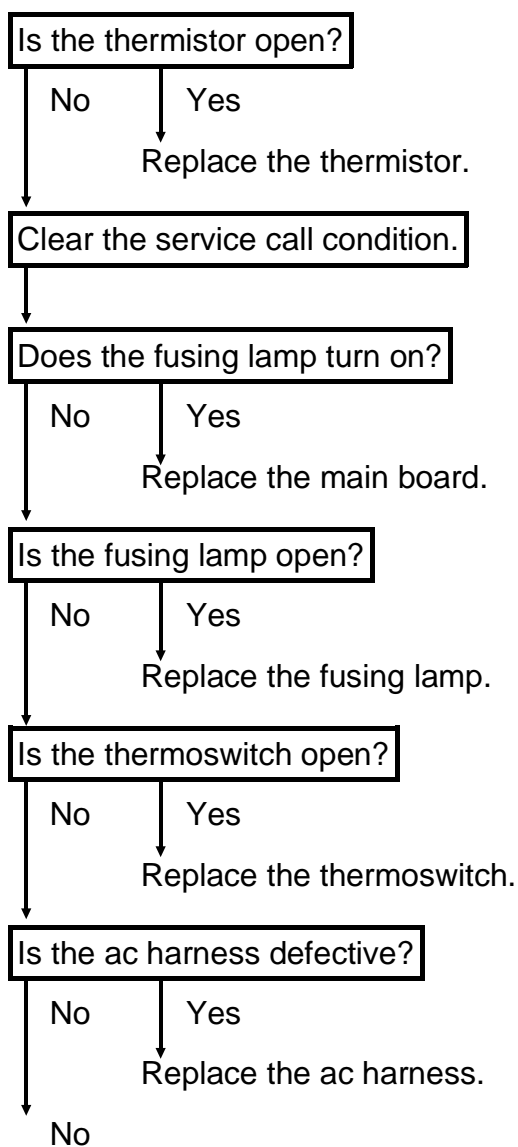 Is the thermistor open?
No Yes
Replace the thermistor.
Clear the service call condition.
Does the fusing lamp turn on?
No Yes
Replace the main board.
Is the fusing lamp open?
No Yes
Replace the fusing lamp.
Is the thermoswitch open?
No Yes
Replace the thermoswitch.
Is the ac harness defective?
No Yes
Replace the ac harness.
No